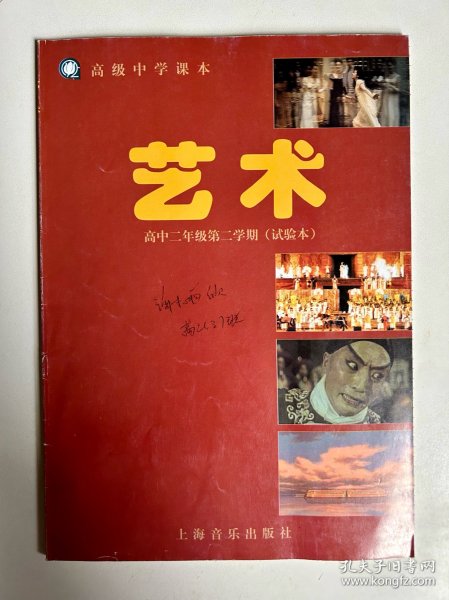 高级中学课本
艺术
高中二年级第二学期（试验本）
上海音乐出版社
孔夫子旧书网
www.kongfz.com